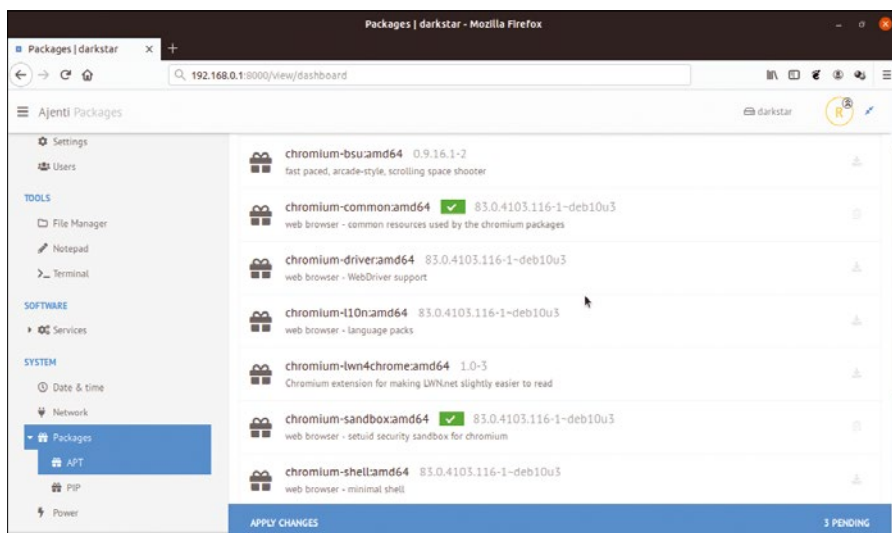 Packages | darkstar - Mozilla Firefox
Packages | darkstar
192.168.0.1:8000/view/dashboard
Ajenti Packages
darkstar
R
Settings
Users
TOOLS
File Manager
Notepad
Terminal
SOFTWARE
Services
SYSTEM
Date & time
Network
Packages
APT
PIP
Power
chromium-bsu:amd64 0.9.16.1-2
fast paced, arcade-style, scrolling space shooter
chromium-common:amd64 83.0.4103.116-1~deb10u3
web browser - common resources used by the chromium packages
chromium-driver:amd64 83.0.4103.116-1~deb10u3
web browser - WebDriver support
chromium-l10n:amd64 83.0.4103.116-1~deb10u3
web browser - language packs
chromium-lwn4chrome:amd64 1.0-3
Chromium extension for making LWN.net slightly easier to read
chromium-sandbox:amd64 83.0.4103.116-1~deb10u3
web browser - setuid security sandbox for chromium
chromium-shell:amd64 83.0.4103.116-1~deb10u3
web browser - minimal shell
APPLY CHANGES
3 PENDING